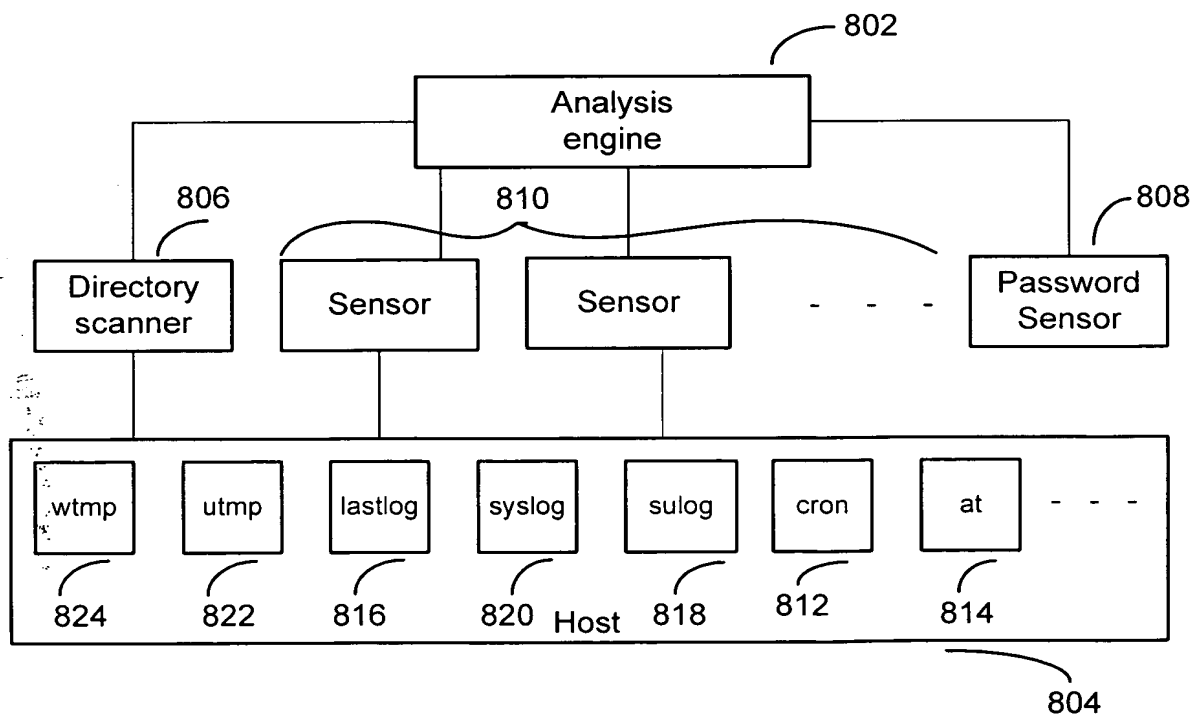 802
Analysis
engine
806
810
808
Directory
scanner
Sensor
Sensor
- - -
Password
Sensor
wtmp
utmp
lastlog
syslog
sulog
cron
at
- - -
824
822
816
820
818
812
814
Host
804